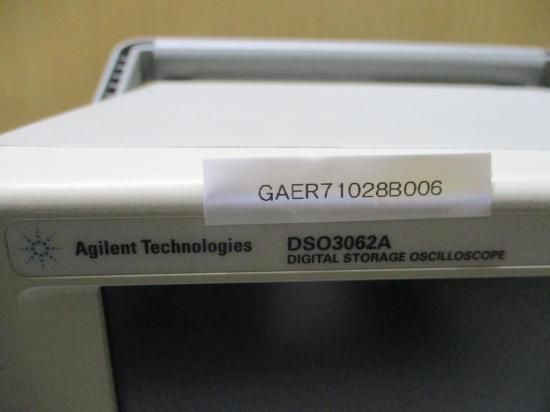 GAER71028B006
Agilent Technologies DSO3062A
DIGITAL STORAGE OSCILLOSCOPE